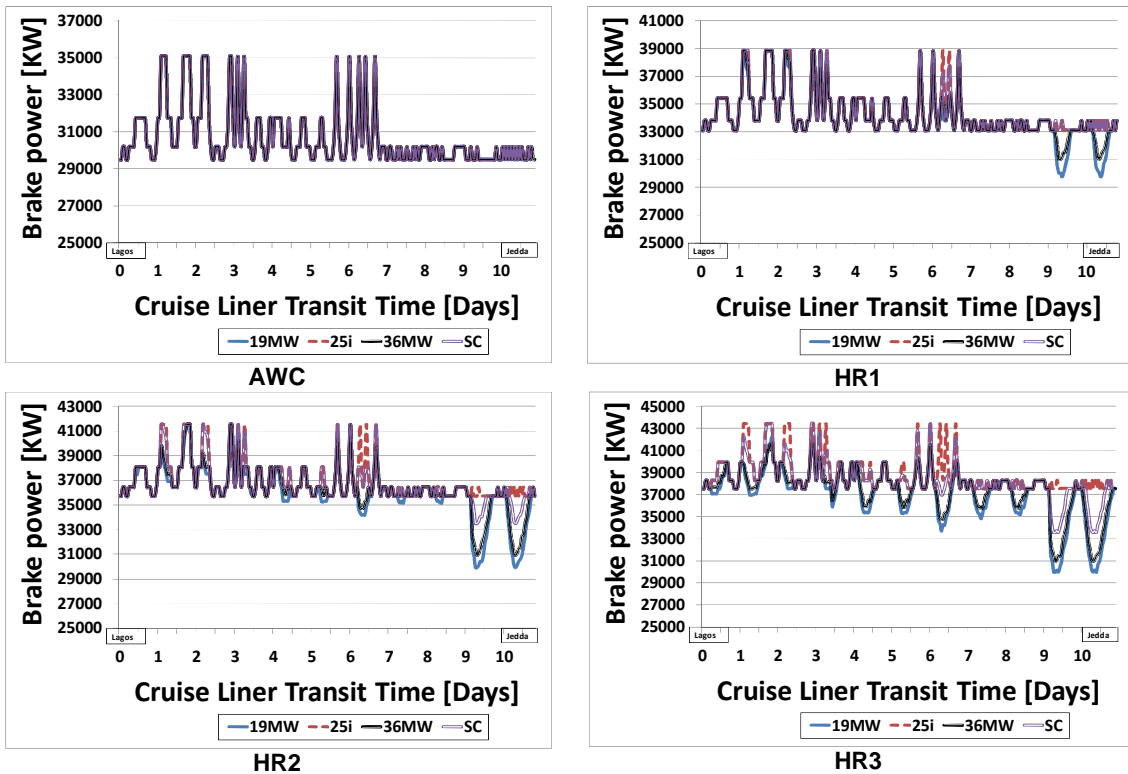 Brake power [KW]
37000
35000
33000
31000
29000
27000
25000
Lagos
Jedda
0 1 2 3 4 5 6 7 8 9 10
Cruise Liner Transit Time [Days]
19MW 25i 36MW SC
AWC
Brake power [KW]
41000
39000
37000
35000
33000
31000
29000
27000
25000
Lagos
Jedda
0 1 2 3 4 5 6 7 8 9 10
Cruise Liner Transit Time [Days]
19MW 25i 36MW SC
HR1
Brake power [KW]
43000
41000
39000
37000
35000
33000
31000
29000
27000
25000
Lagos
Jedda
0 1 2 3 4 5 6 7 8 9 10
Cruise Liner Transit Time [Days]
19MW 25i 36MW SC
HR2
Brake power [KW]
45000
43000
41000
39000
37000
35000
33000
31000
29000
27000
25000
Lagos
Jedda
0 1 2 3 4 5 6 7 8 9 10
Cruise Liner Transit Time [Days]
19MW 25i 36MW SC
HR3